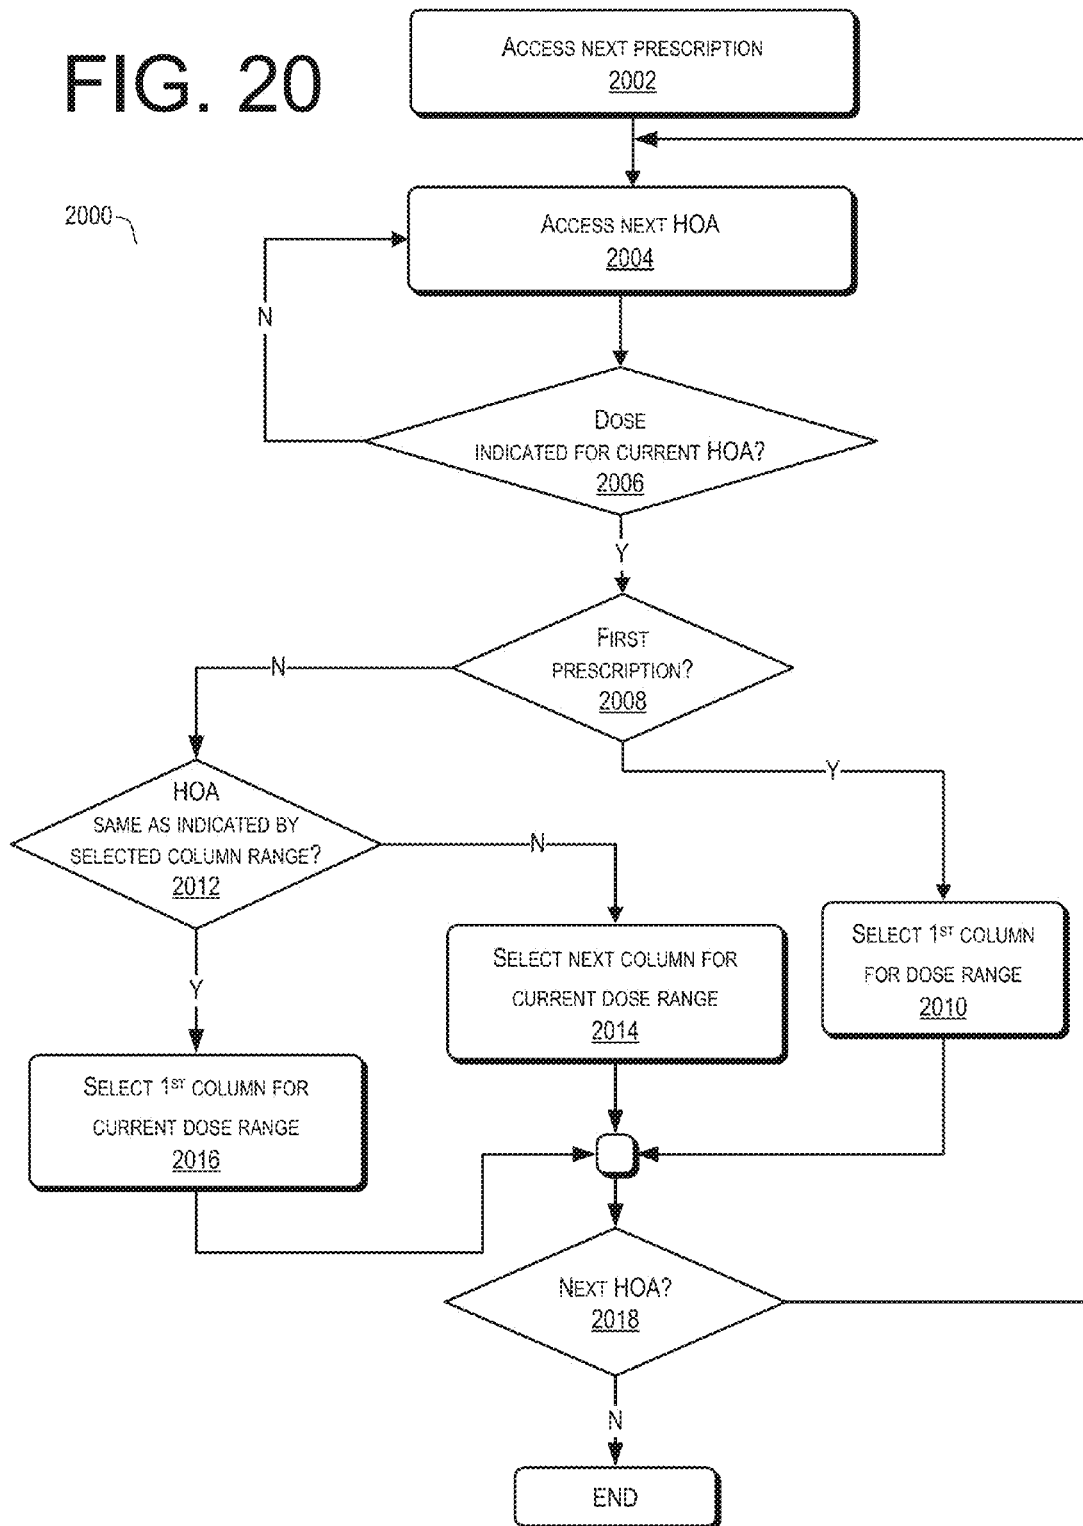 FIG. 20
ACCESS NEXT PRESCRIPTION
2002
2000
ACCESS NEXT HOA
2004
N
DOSE
INDICATED FOR CURRENT HOA?
2006
Y
FIRST
PRESCRIPTION?
2008
N
Y
HOA
SAME AS INDICATED BY
SELECTED COLUMN RANGE?
2012
N
Y
SELECT NEXT COLUMN FOR
CURRENT DOSE RANGE
2014
SELECT 1ST COLUMN
FOR DOSE RANGE
2010
SELECT 1ST COLUMN FOR
CURRENT DOSE RANGE
2016
NEXT HOA?
2018
N
END